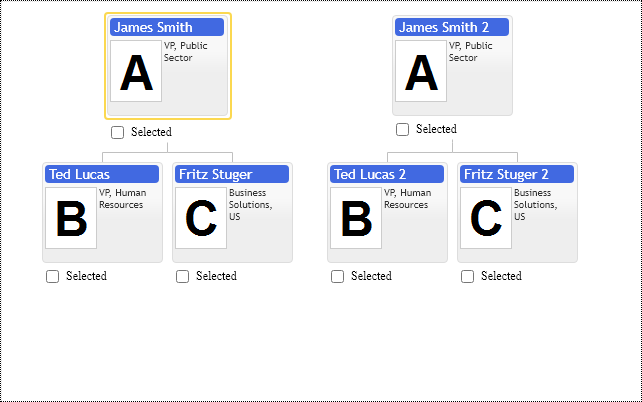 James Smith
A
VP, Public
Sector
Selected
James Smith 2
A
VP, Public
Sector
Selected
Ted Lucas
B
VP, Human
Resources
Selected
Fritz Stuger
C
Business
Solutions,
US
Selected
Ted Lucas 2
B
VP, Human
Resources
Selected
Fritz Stuger 2
C
Business
Solutions,
US
Selected